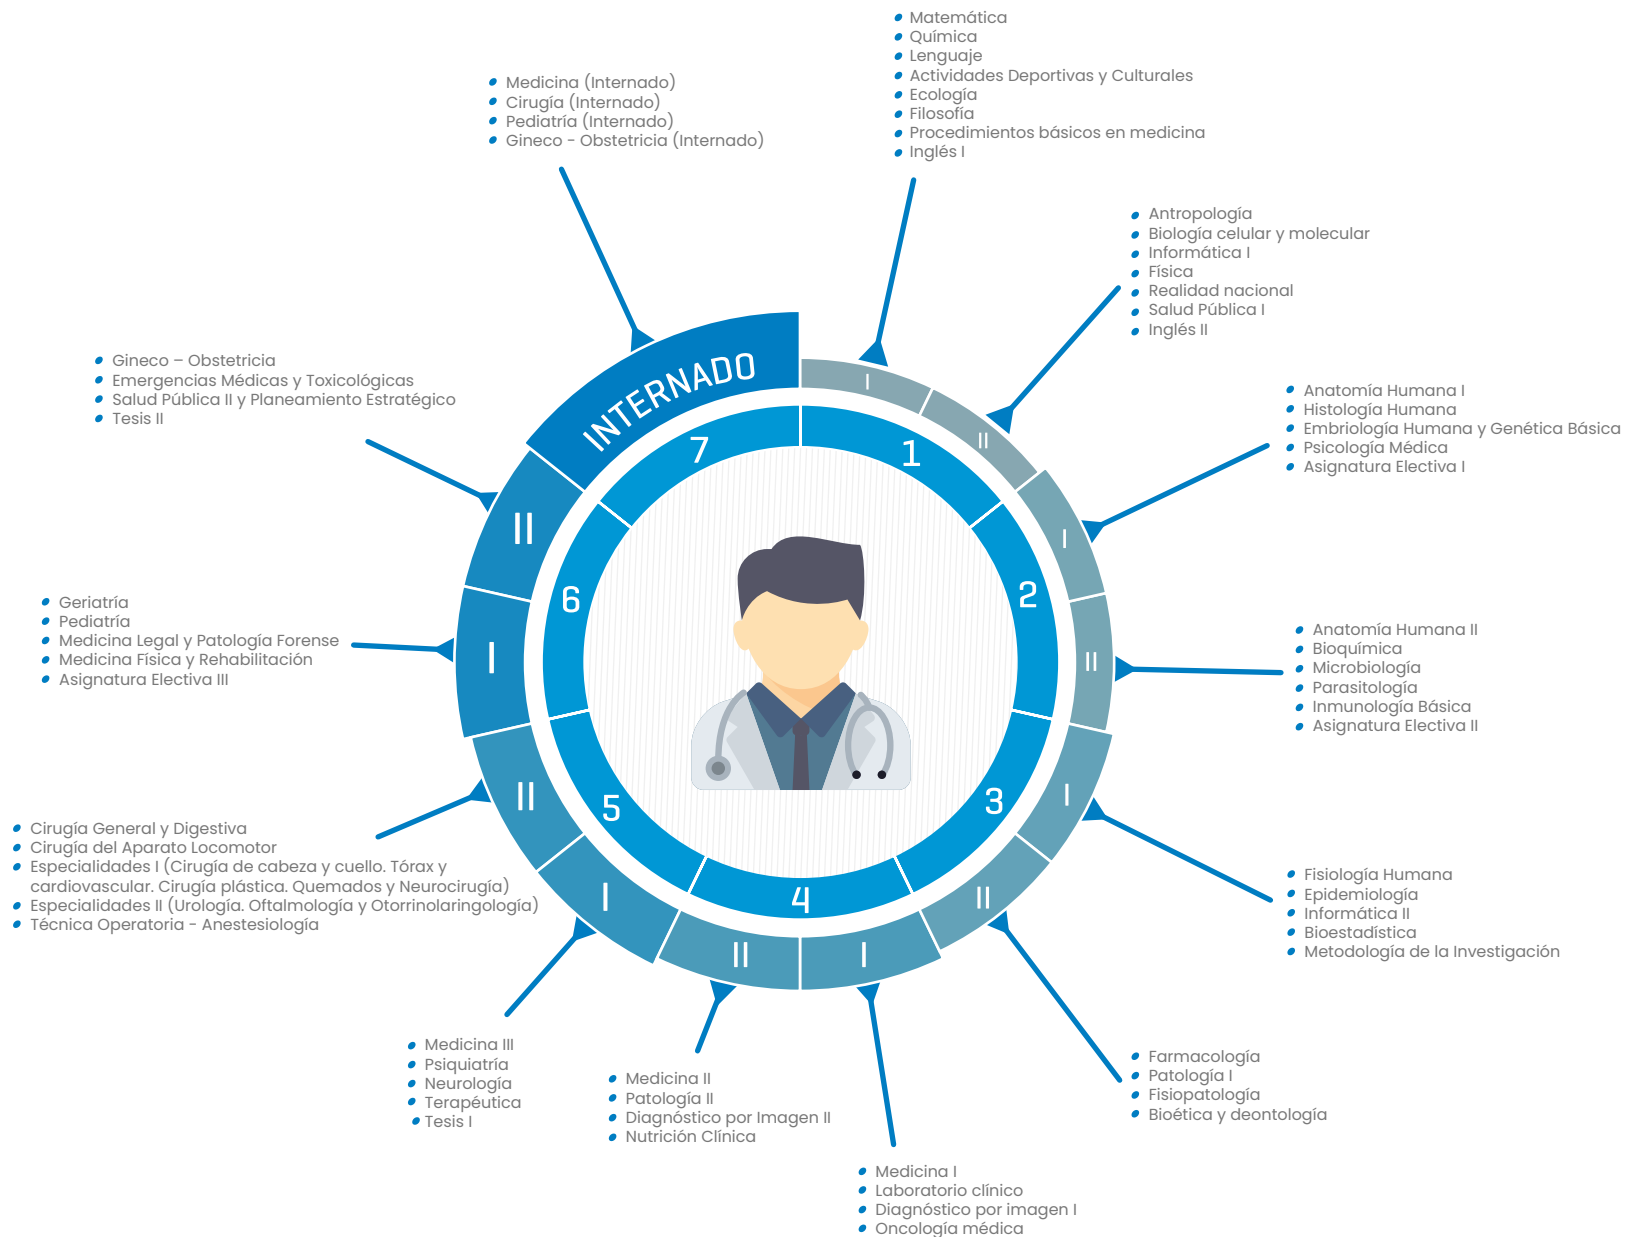 Matemática
Química
Lenguaje
Actividades Deportivas y Culturales
Ecología
Filosofía
Procedimientos básicos en medicina
Inglés I
Antropología
Biología celular y molecular
Informática I
Física
Realidad nacional
Salud Pública I
Inglés II
Anatomía Humana I
Histología Humana
Embriología Humana y Genética Básica
Psicología Médica
Asignatura Electiva I
Anatomía Humana II
Bioquímica
Microbiología
Parasitología
Inmunología Básica
Asignatura Electiva II
Fisiología Humana
Epidemiología
Informática II
Bioestadística
Metodología de la Investigación
Farmacología
Patología I
Fisiopatología
Bioética y deontología
Medicina I
Laboratorio clínico
Diagnóstico por imagen I
Oncología médica
Medicina II
Patología II
Diagnóstico por Imagen II
Nutrición Clínica
Medicina III
Psiquiatría
Neurología
Terapéutica
Tesis I
Cirugía General y Digestiva
Cirugía del Aparato Locomotor
Especialidades I (Cirugía de cabeza y cuello. Tórax y
cardiovascular. Cirugía plástica. Quemados y Neurocirugía)
Especialidades II (Urología. Oftalmología y Otorrinolaringología)
Técnica Operatoria - Anestesiología
Geriatría
Pediatría
Medicina Legal y Patología Forense
Medicina Física y Rehabilitación
Asignatura Electiva III
Gineco – Obstetricia
Emergencias Médicas y Toxicológicas
Salud Pública II y Planeamiento Estratégico
Tesis II
Medicina (Internado)
Cirugía (Internado)
Pediatría (Internado)
Gineco - Obstetricia (Internado)
INTERNADO
I
II
I
II
I
II
I
II
I
II
I
II
1
2
3
4
5
6
7